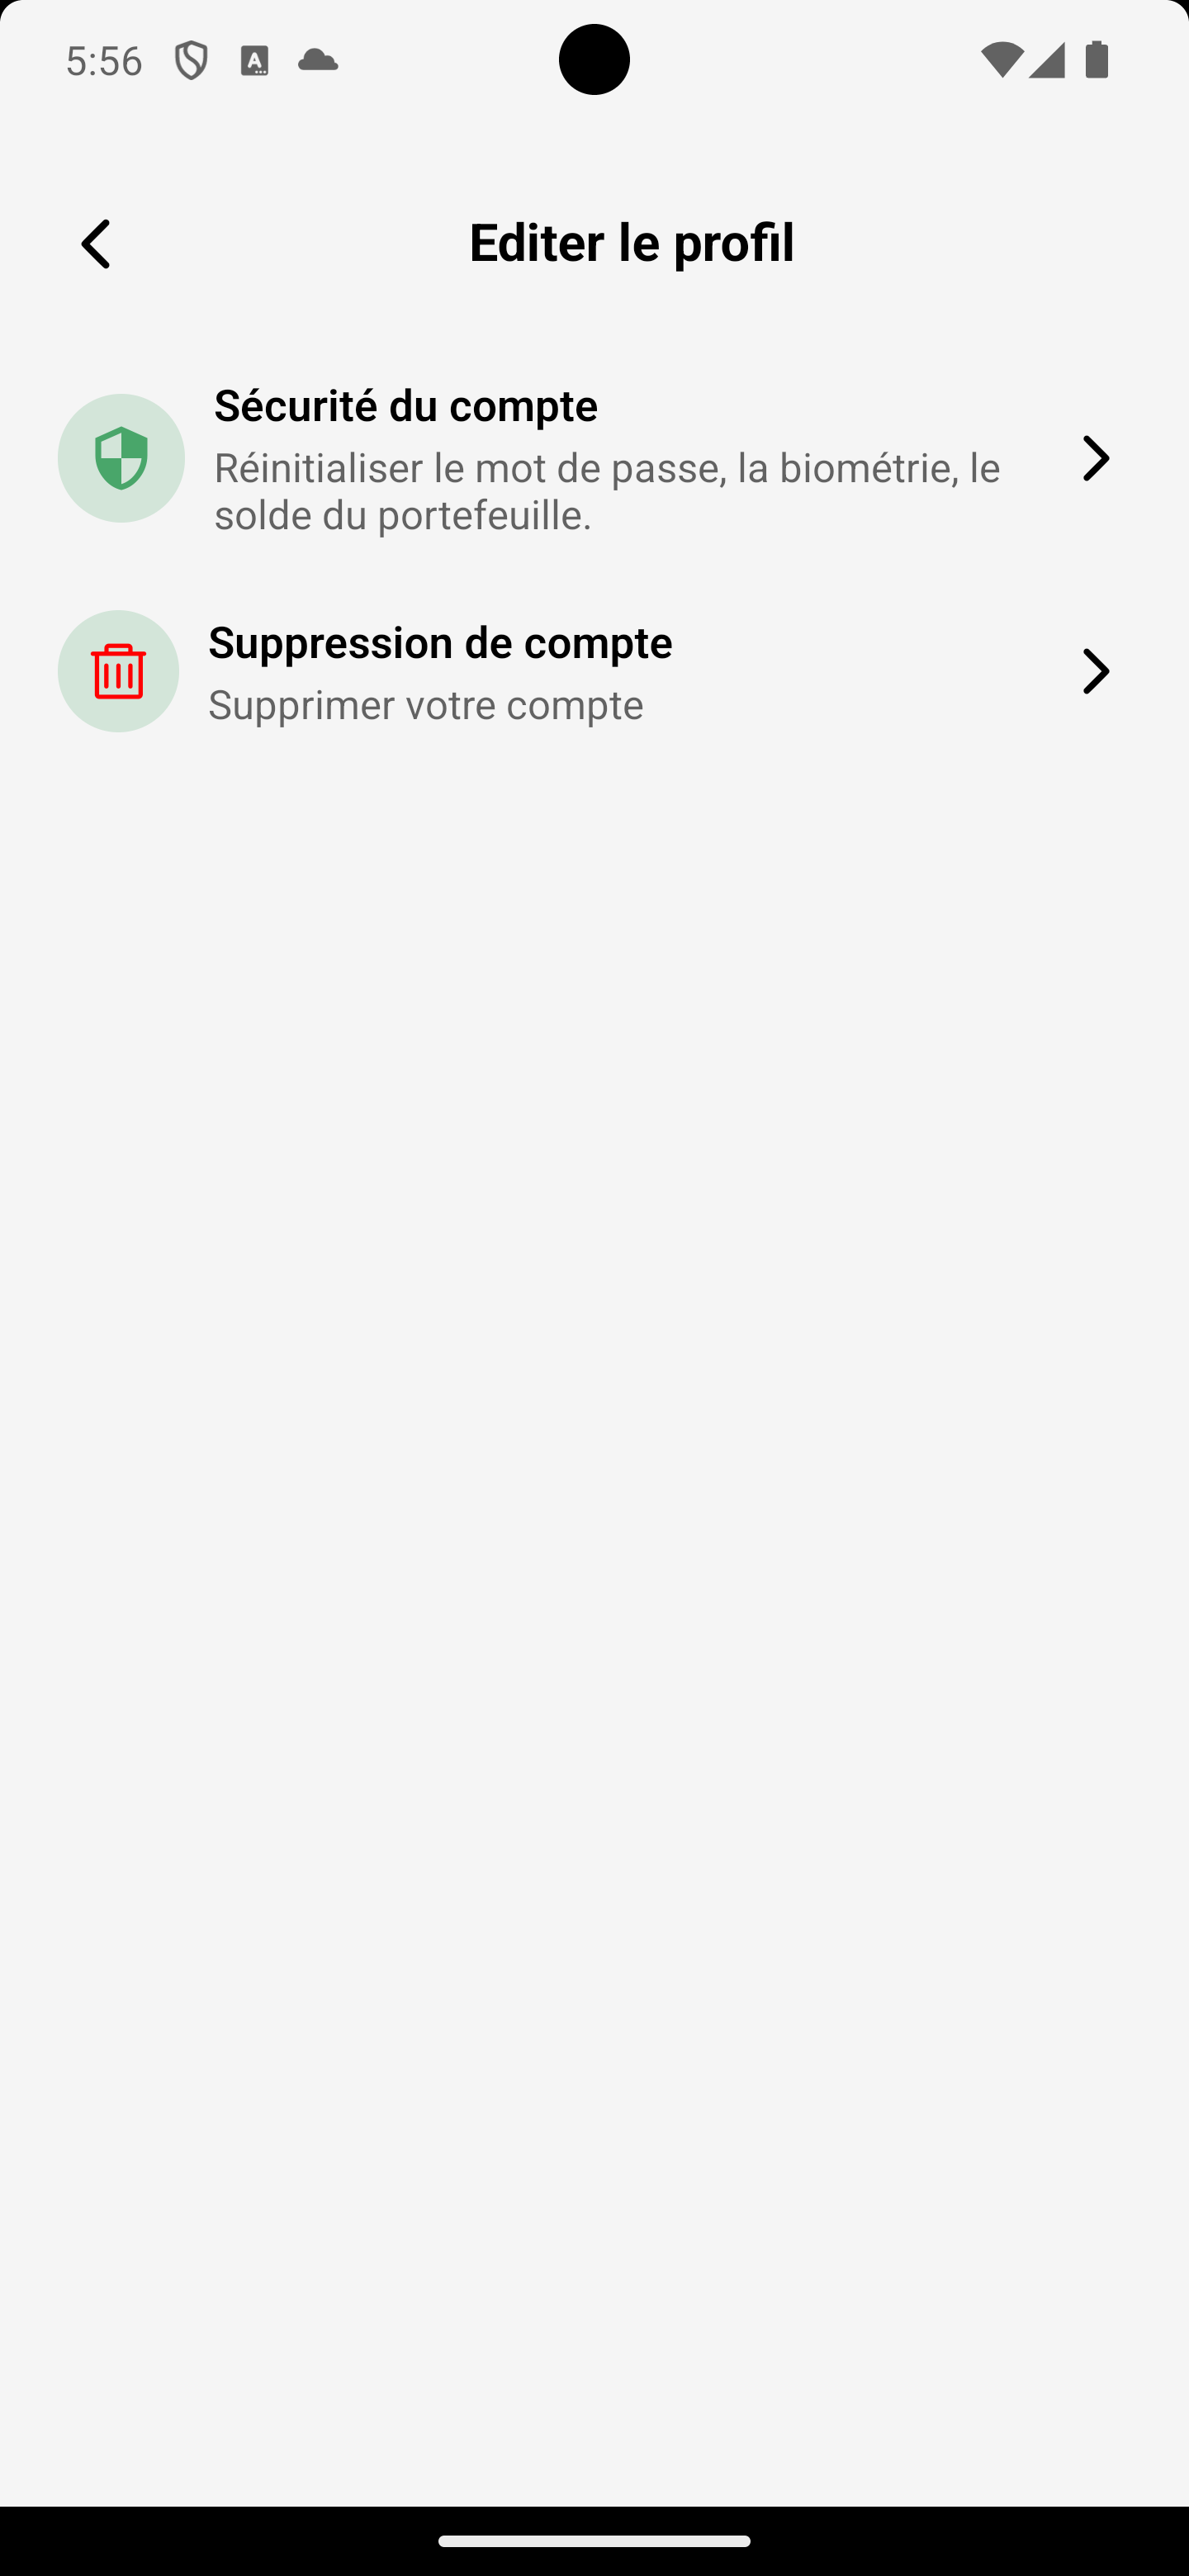 5:56
Editer le profil
Sécurité du compte
Réinitialiser le mot de passe, la biométrie, le
solde du portefeuille.
Suppression de compte
Supprimer votre compte